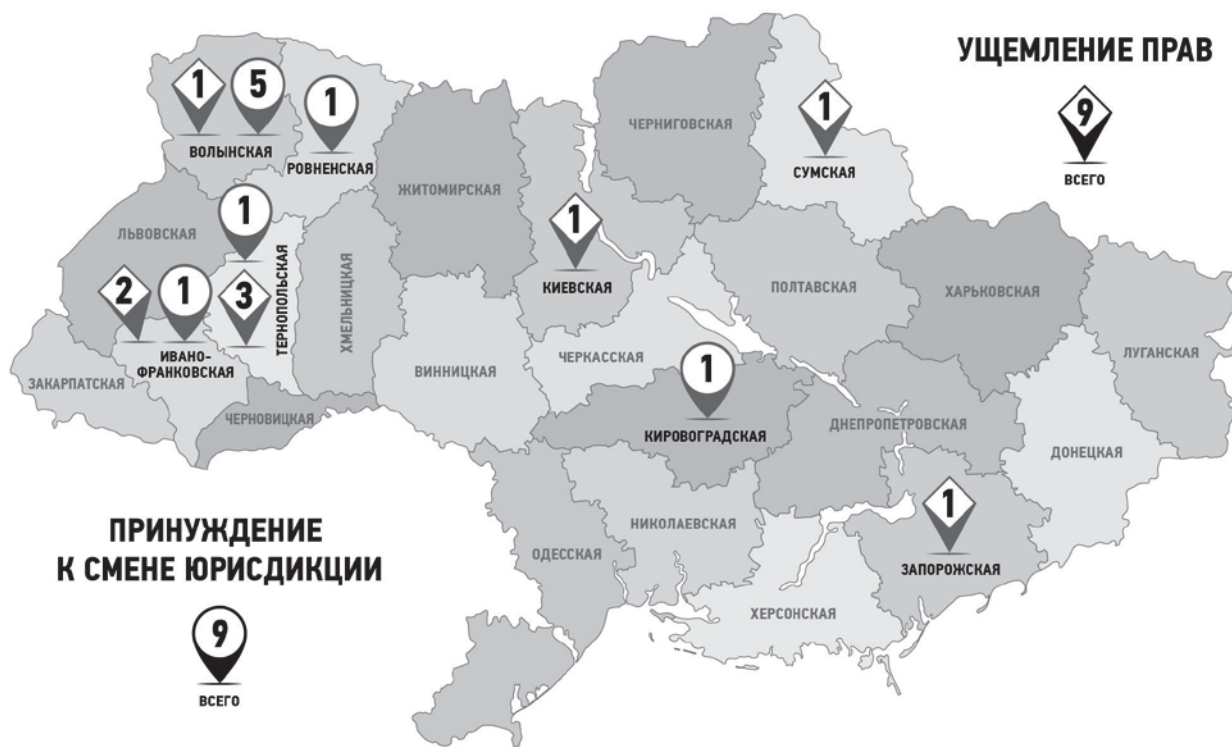 УЩЕМЛЕНИЕ ПРАВ
9
ВСЕГО
1
5
ВОЛЫНСКАЯ
1
РОВНЕНСКАЯ
ЖИТОМИРСКАЯ
ЧЕРНИГОВСКАЯ
1
СУМСКАЯ
ЛЬВОВСКАЯ
1
3
ТЕРНОПОЛЬСКАЯ
ХМЕЛЬНИЦКАЯ
1
КИЕВСКАЯ
ПОЛТАВСКАЯ
ХАРЬКОВСКАЯ
ЛУГАНСКАЯ
2
1
ИВАНО-
ФРАНКОВСКАЯ
ЗАКАРПАТСКАЯ
ЧЕРНОВИЦКАЯ
ВИННИЦКАЯ
ЧЕРКАССКАЯ
1
КИРОВОГРАДСКАЯ
ДНЕПРОПЕТРОВСКАЯ
ДОНЕЦКАЯ
ОДЕССКАЯ
НИКОЛАЕВСКАЯ
1
ЗАПОРОЖСКАЯ
ХЕРСОНСКАЯ
ПРИНУЖДЕНИЕ
К СМЕНЕ ЮРИСДИКЦИИ
9
ВСЕГО